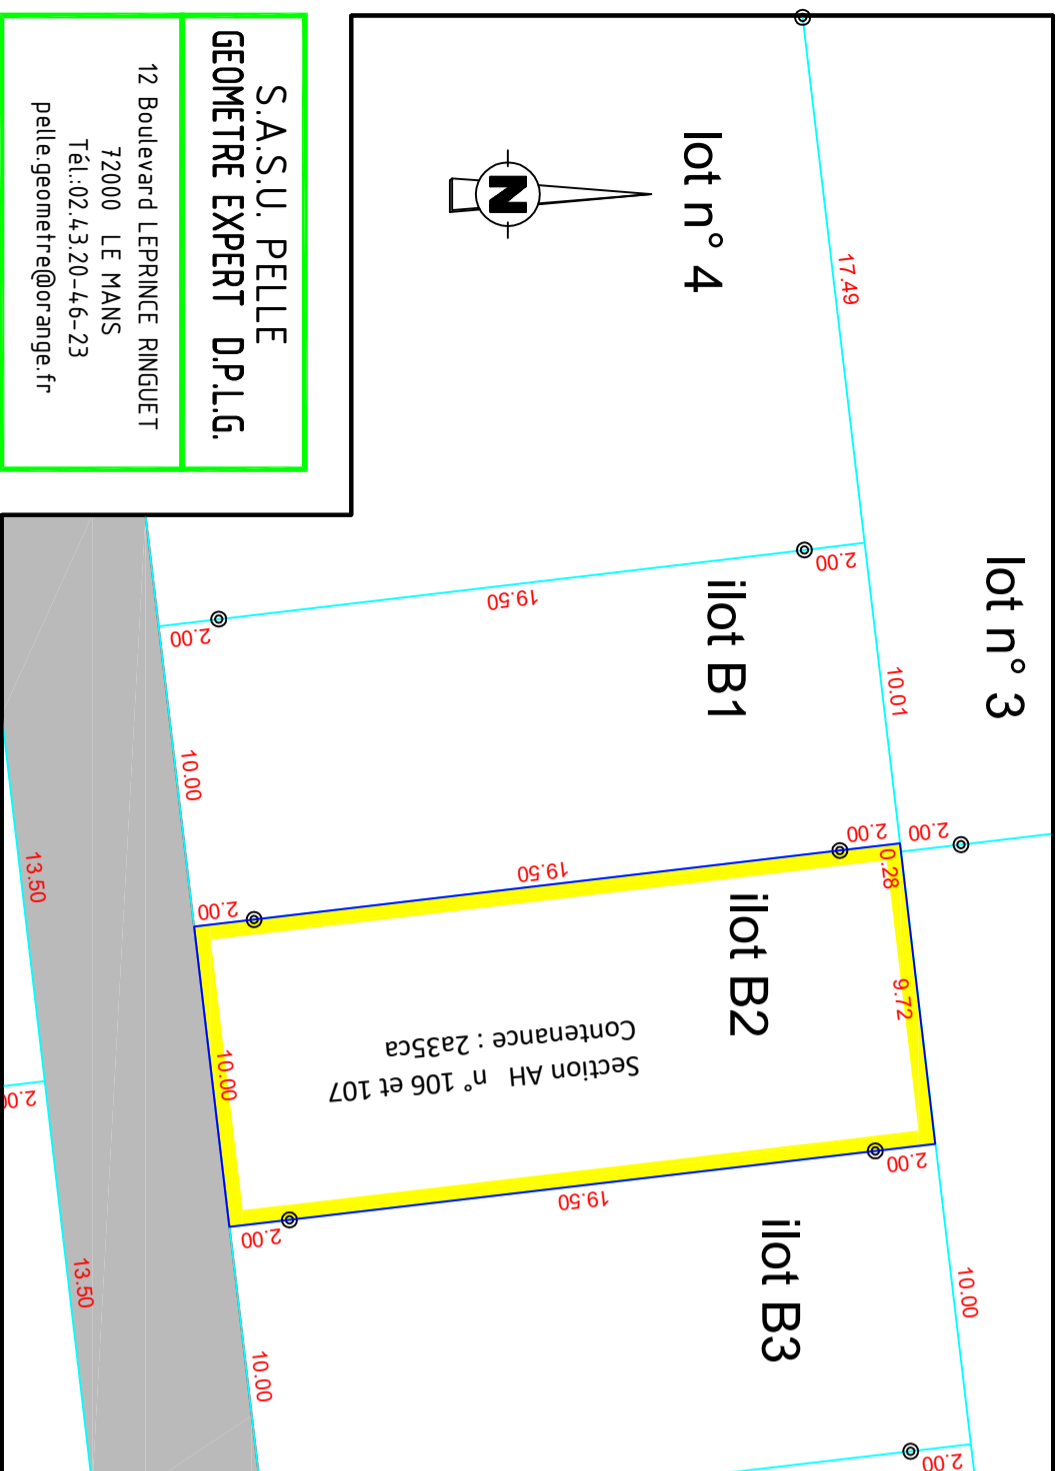 S.A.S.U. PELLE
GEOMETRE EXPERT D.P.L.G.
12 Boulevard LEPRINCE RINGUET
72000 LE MANS
Tél.:02.43.20-46-23
pelle.geometre@orange.fr
N
lot n° 4
17.49
lot n° 3
2.00
19.50
2.00
ilot B1
10.01
10.00
2.00
2.00
0.28
19.50
2.00
ilot B2
9.72
Section AH n° 106 et 107
Contenance : 2a35ca
10.00
2.00
19.50
2.00
ilot B3
10.00
10.00
2.00
13.50
2.00
13.50